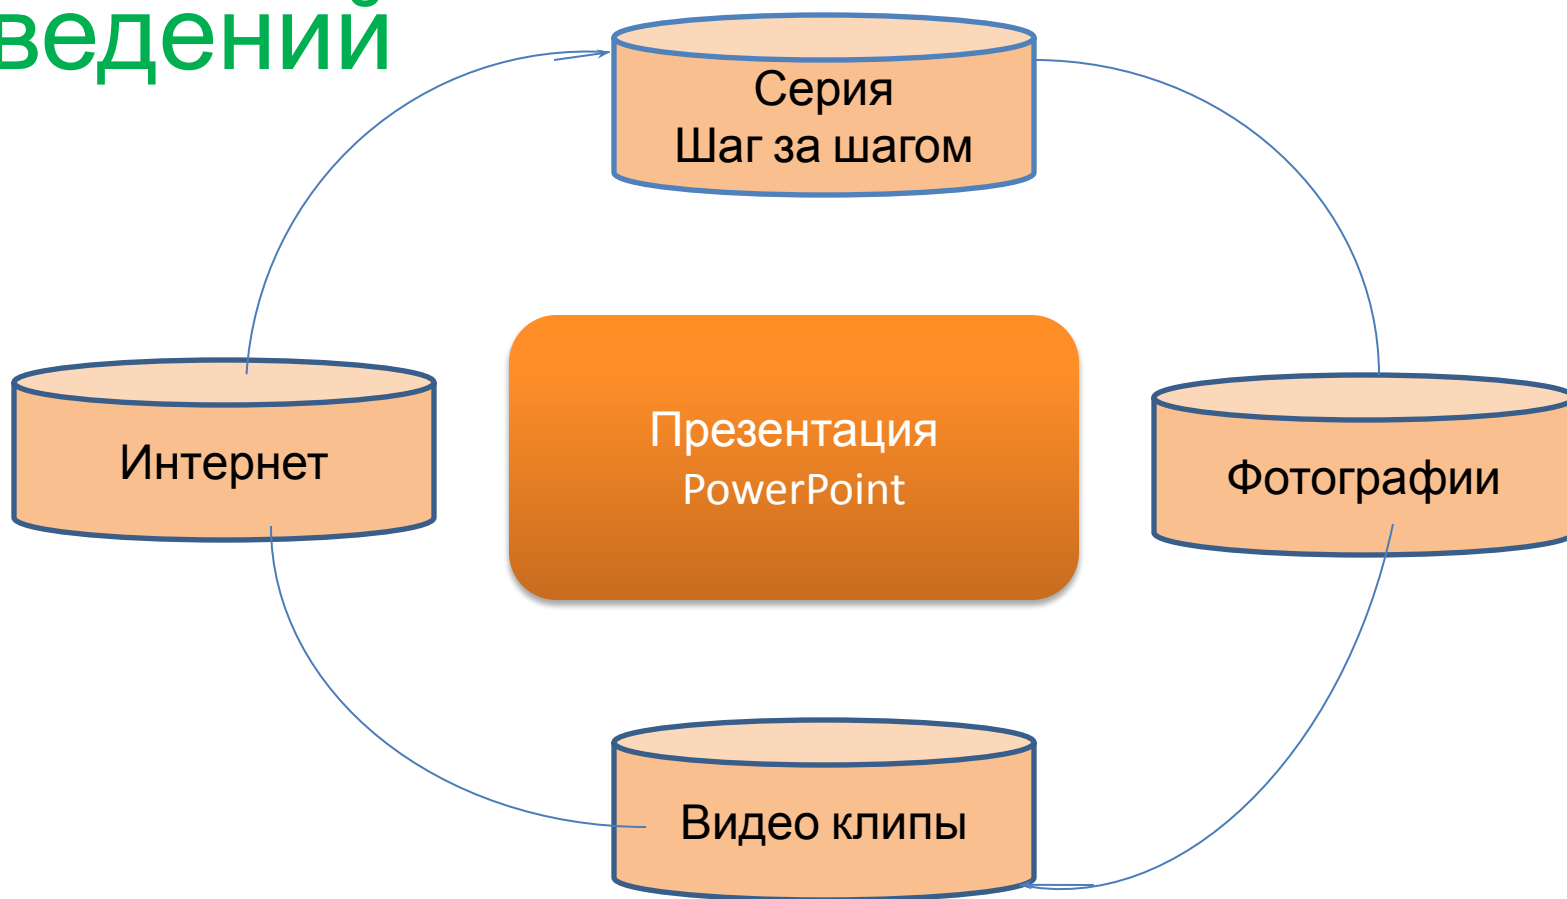 ведений
Серия
Шаг за шагом
Презентация
PowerPoint
Интернет
Фотографии
Видео клипы